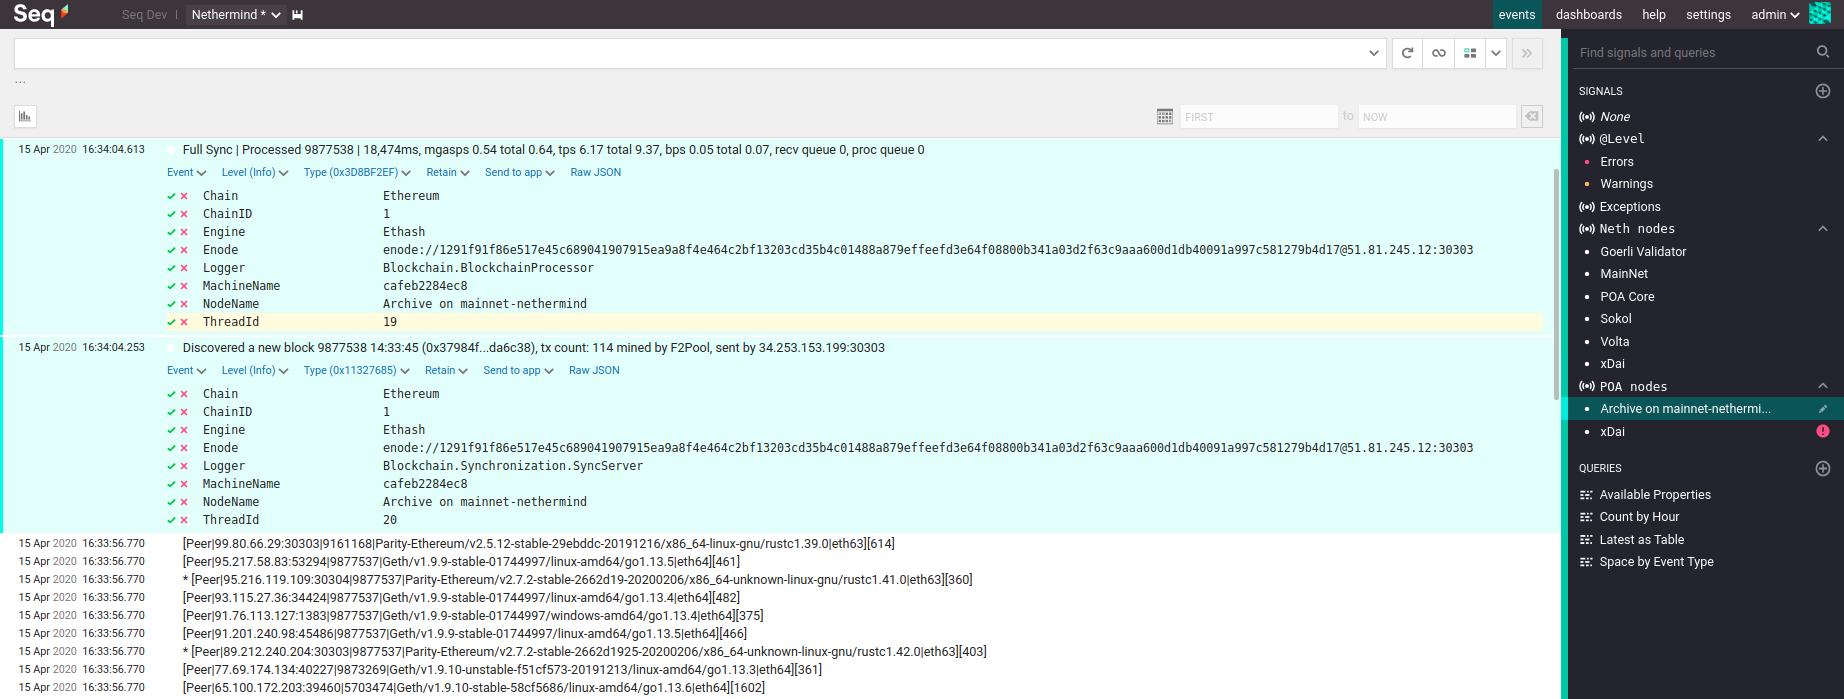 Seq
Seq Dev | Nethermind *
events dashboards help settings admin
...
FIRST to NOW
15 Apr 2020 16:34:04.613 Full Sync | Processed 9877538 | 18,474ms, mgasps 0.54 total 0.64, tps 6.17 total 9.37, bps 0.05 total 0.07, recv queue 0, proc queue 0
Event Level (Info) Type (0x3D8BF2EF) Retain Send to app Raw JSON
Chain Ethereum
ChainID 1
Engine Ethash
Enode enode://1291f91f86e517e45c689041907915ea9a8f4e464c2bf13203cd35b4c01488a879effeefd3e64f08800b341a03d2f63c9aaa600d1db40091a997c581279b4d17@51.81.245.12:30303
Logger Blockchain.BlockchainProcessor
MachineName cafeb2284ec8
NodeName Archive on mainnet-nethermind
ThreadId 19
15 Apr 2020 16:34:04.253 Discovered a new block 9877538 14:33:45 (0x37984f...da6c38), tx count: 114 mined by F2Pool, sent by 34.253.153.199:30303
Event Level (Info) Type (0x11327685) Retain Send to app Raw JSON
Chain Ethereum
ChainID 1
Engine Ethash
Enode enode://1291f91f86e517e45c689041907915ea9a8f4e464c2bf13203cd35b4c01488a879effeefd3e64f08800b341a03d2f63c9aaa600d1db40091a997c581279b4d17@51.81.245.12:30303
Logger Blockchain.Synchronization.SyncServer
MachineName cafeb2284ec8
NodeName Archive on mainnet-nethermind
ThreadId 20
15 Apr 2020 16:33:56.770 [Peer|99.80.66.29:30303|9161168|Parity-Ethereum/v2.5.12-stable-29ebddc-20191216/x86_64-linux-gnu/rustc1.39.0|eth63][614]
15 Apr 2020 16:33:56.770 [Peer|95.217.58.83:53294|9877537|Geth/v1.9.9-stable-01744997/linux-amd64/go1.13.5|eth64][461]
15 Apr 2020 16:33:56.770 * [Peer|95.216.119.109:30304|9877537|Parity-Ethereum/v2.7.2-stable-2662d19-20200206/x86_64-unknown-linux-gnu/rustc1.41.0|eth63][360]
15 Apr 2020 16:33:56.770 [Peer|93.115.27.36:34424|9877537|Geth/v1.9.9-stable-01744997/linux-amd64/go1.13.4|eth64][482]
15 Apr 2020 16:33:56.770 [Peer|91.76.113.127:1383|9877537|Geth/v1.9.9-stable-01744997/windows-amd64/go1.13.4|eth64][375]
15 Apr 2020 16:33:56.770 [Peer|91.201.240.98:45486|9877537|Geth/v1.9.9-stable-01744997/linux-amd64/go1.13.5|eth64][466]
15 Apr 2020 16:33:56.770 * [Peer|89.212.240.204:30303|9877537|Parity-Ethereum/v2.7.2-stable-2662d1925-20200206/x86_64-unknown-linux-gnu/rustc1.42.0|eth63][403]
15 Apr 2020 16:33:56.770 [Peer|77.69.174.134:40227|9873269|Geth/v1.9.10-unstable-f51cf573-20191213/linux-amd64/go1.13.3|eth64][361]
15 Apr 2020 16:33:56.770 [Peer|65.100.172.203:39460|5703474|Geth/v1.9.10-stable-58cf5686/linux-amd64/go1.13.6|eth64][1602]
Find signals and queries
SIGNALS
None
@Level
Errors
Warnings
Exceptions
Neth nodes
Goerli Validator
MainNet
POA Core
Sokol
Volta
xDai
POA nodes
Archive on mainnet-nethermi...
xDai
QUERIES
Available Properties
Count by Hour
Latest as Table
Space by Event Type